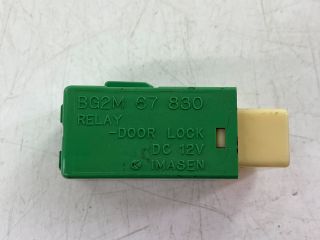 BG2M 67 830
RELAY
-DOOR LOCK
DC 12V
IMASEN